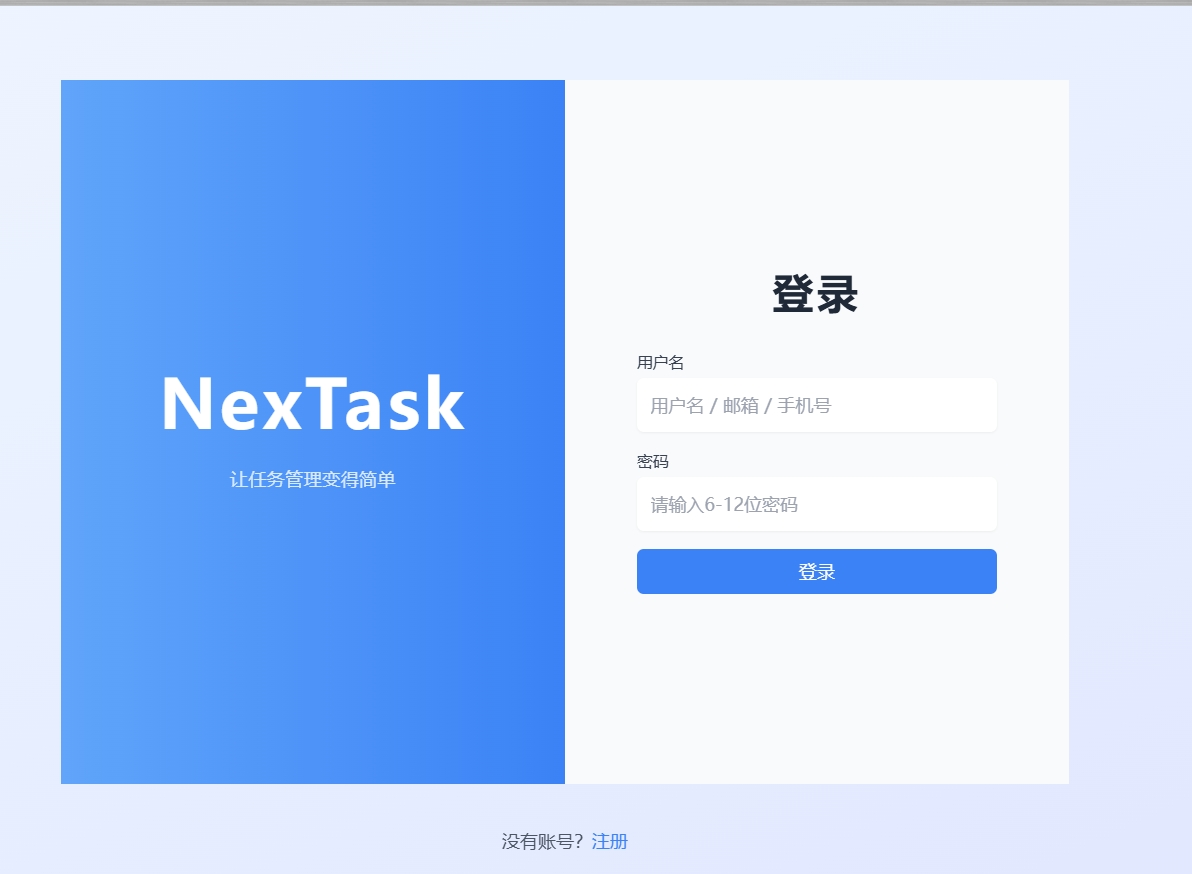 NexTask
让任务管理变得简单
登录
用户名
用户名 / 邮箱 / 手机号
密码
请输入6-12位密码
登录
没有账号？注册